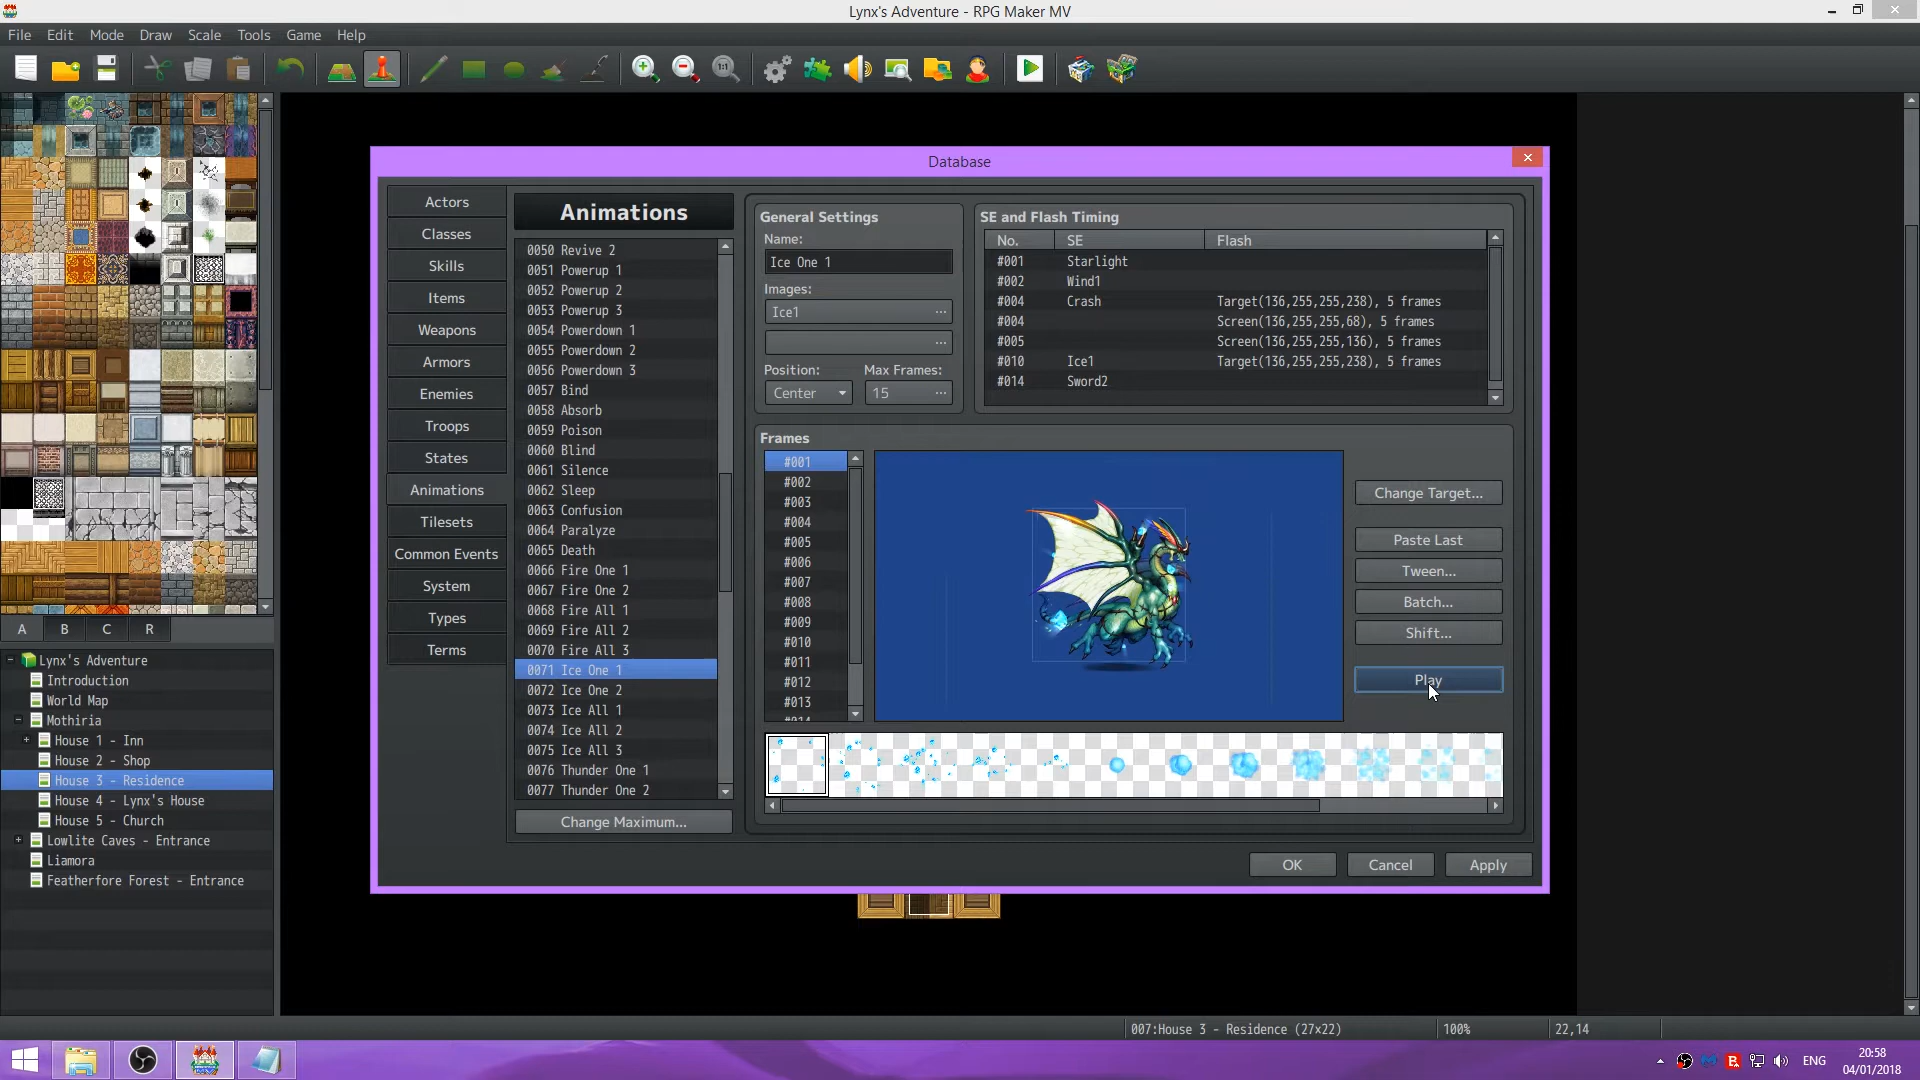 Lynx's Adventure - RPG Maker MV
File Edit Mode Draw Scale Tools Game Help
Database
Actors
Classes
Skills
Items
Weapons
Armors
Enemies
Troops
States
Animations
Tilesets
Common Events
System
Types
Terms
Animations
0050 Revive 2
0051 Powerup 1
0052 Powerup 2
0053 Powerup 3
0054 Powerdown 1
0055 Powerdown 2
0056 Powerdown 3
0057 Bind
0058 Absorb
0059 Poison
0060 Blind
0061 Silence
0062 Sleep
0063 Confusion
0064 Paralyze
0065 Death
0066 Fire One 1
0067 Fire One 2
0068 Fire All 1
0069 Fire All 2
0070 Fire All 3
0071 Ice One 1
0072 Ice One 2
0073 Ice All 1
0074 Ice All 2
0075 Ice All 3
0076 Thunder One 1
0077 Thunder One 2
Change Maximum...
General Settings
Name:
Ice One 1
Images:
Ice1 ...
...
Position: Max Frames:
Center 15 ...
SE and Flash Timing
No. SE Flash
#001 Starlight
#002 Wind1
#004 Crash Target(136,255,255,238), 5 frames
#004 Screen(136,255,255,68), 5 frames
#005 Screen(136,255,255,136), 5 frames
#010 Ice1 Target(136,255,255,238), 5 frames
#014 Sword2
Frames
#001
#002
#003
#004
#005
#006
#007
#008
#009
#010
#011
#012
#013
#014
Change Target...
Paste Last
Tween...
Batch...
Shift...
Play
OK Cancel Apply
A B C R
Lynx's Adventure
Introduction
World Map
Mothiria
House 1 - Inn
House 2 - Shop
House 3 - Residence
House 4 - Lynx's House
House 5 - Church
Lowlite Caves - Entrance
Liamora
Featherfore Forest - Entrance
007:House 3 - Residence (27x22) 100% 22,14
ENG
20:58
04/01/2018